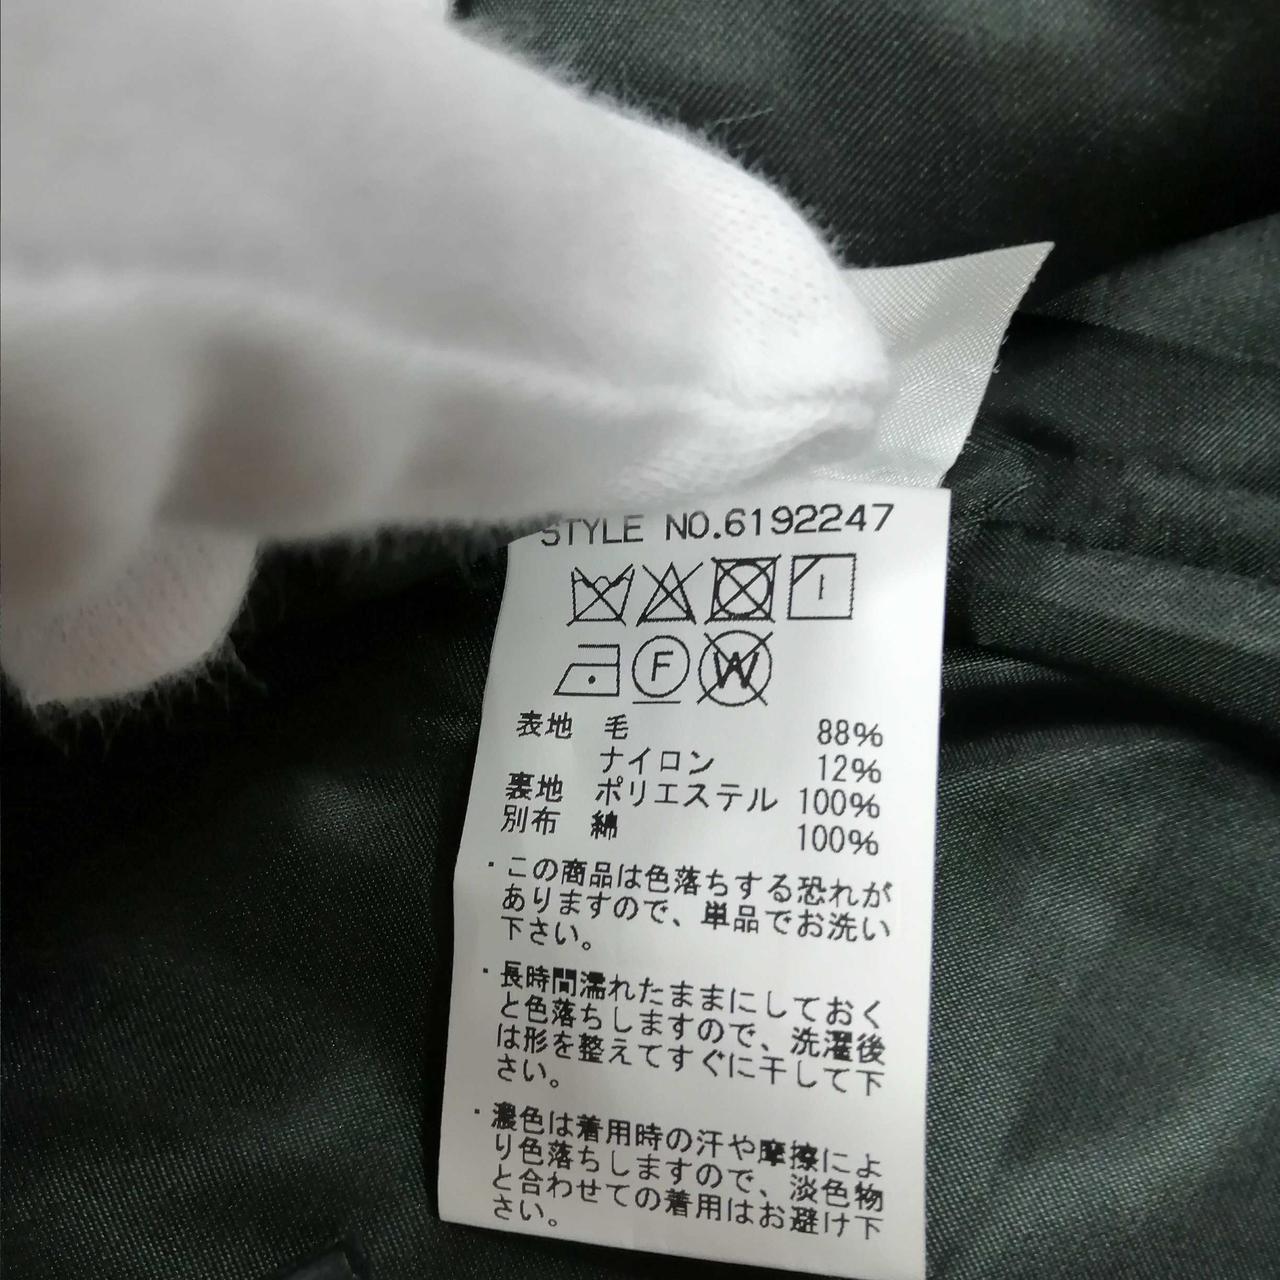 STYLE NO.6192247
F W
表地 毛 88%
ナイロン 12%
裏地 ポリエステル 100%
別布 綿 100%
・この商品は色落ちする恐れが
ありますので、単品でお洗い
下さい。
・長時間濡れたままにしておく
と色落ちしますので、洗濯後
は形を整えてすぐに干して下
さい。
・濃色は着用時の汗や摩擦によ
り色落ちしますので、淡色物
と合わせての着用はお避け下
さい。